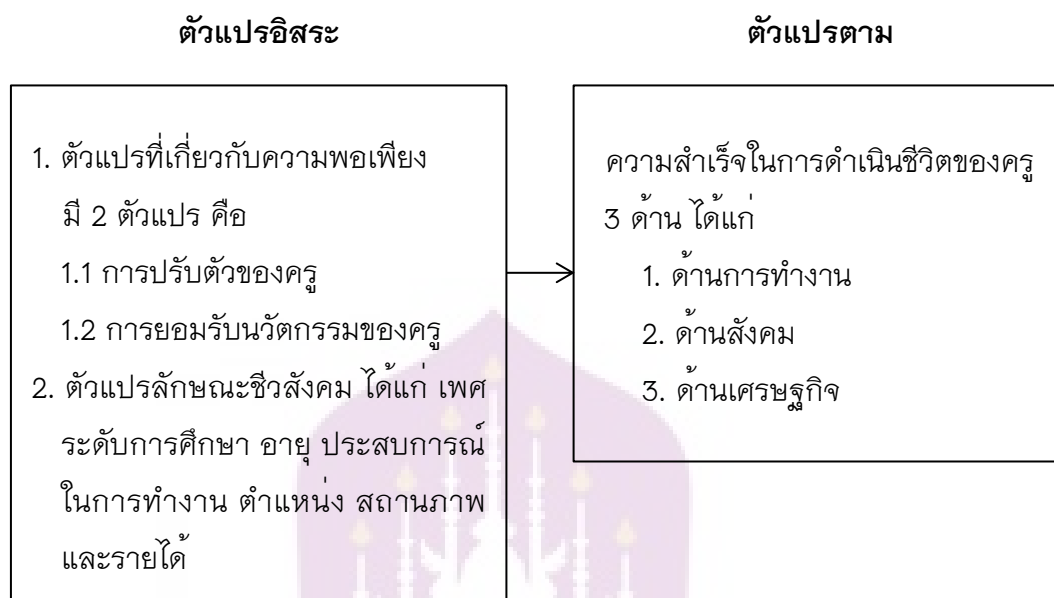 ตัวแปรอิสระ
1. ตัวแปรที่เกี่ยวกับความพอเพียง
มี 2 ตัวแปร คือ
1.1 การปรับตัวของครู
1.2 การยอมรับนวัตกรรมของครู
2. ตัวแปรลักษณะชีวสังคม ได้แก่ เพศ
ระดับการศึกษา อายุ ประสบการณ์
ในการทำงาน ตำแหน่ง สถานภาพ
และรายได้
ตัวแปรตาม
ความสำเร็จในการดำเนินชีวิตของครู
3 ด้าน ได้แก่
1. ด้านการทำงาน
2. ด้านสังคม
3. ด้านเศรษฐกิจ